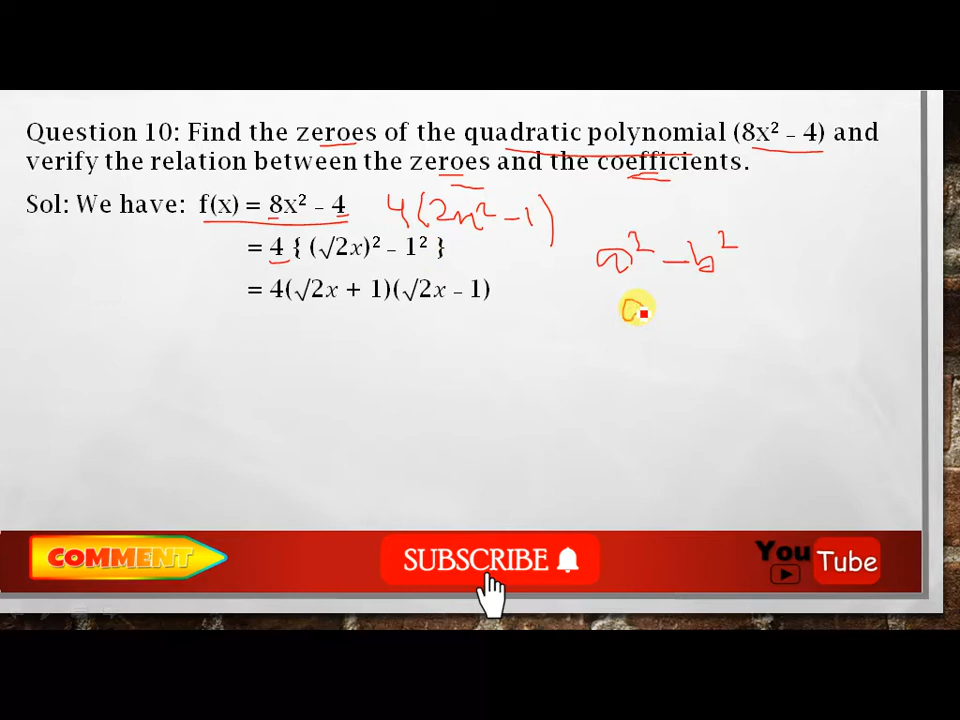 Question 10: Find the zeroes of the quadratic polynomial (8x² – 4) and
verify the relation between the zeroes and the coefficients.
Sol: We have: f(x) = 8x² – 4 4(2x² – 1)
= 4 { (√2x)² – 1² } a² – b²
= 4(√2x + 1)(√2x – 1)
COMMENT SUBSCRIBE You Tube